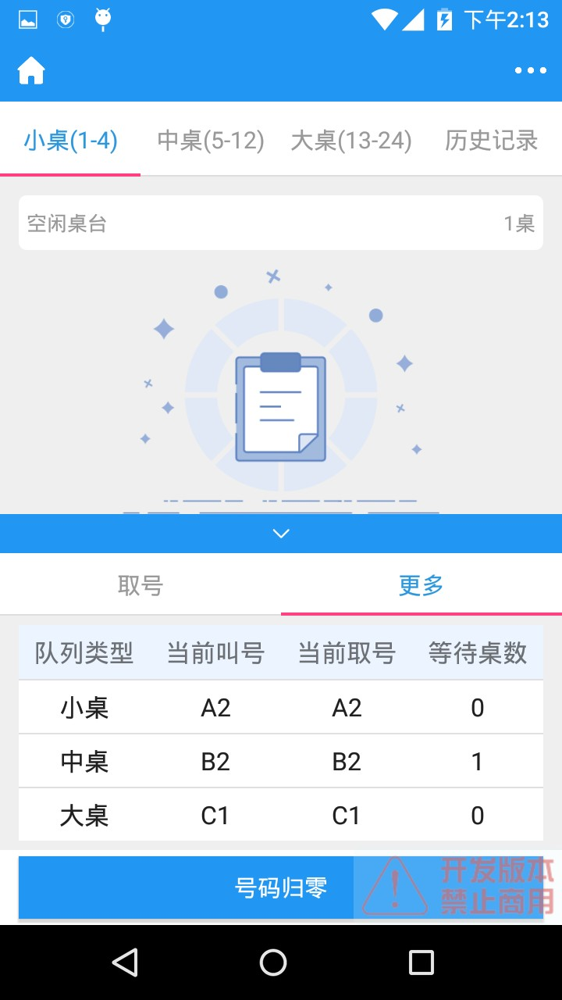 下午2:13
小桌(1-4) 中桌(5-12) 大桌(13-24) 历史记录
空闲桌台 1桌
取号 更多
队列类型 当前叫号 当前取号 等待桌数
小桌 A2 A2 0
中桌 B2 B2 1
大桌 C1 C1 0
号码归零
开发版本
禁止商用